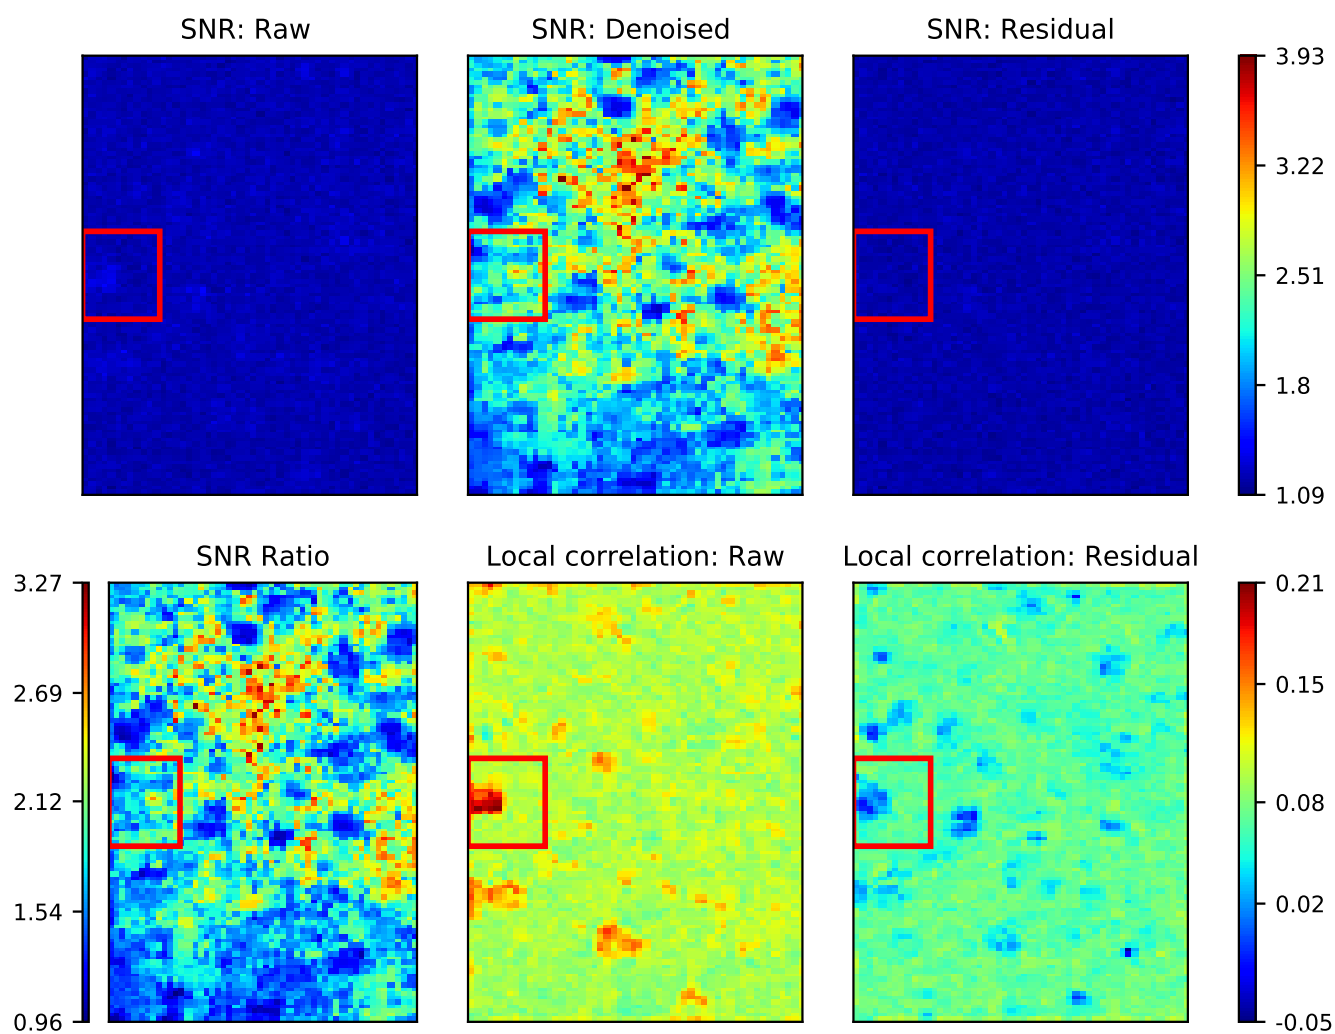 SNR: Raw
SNR: Denoised
SNR: Residual
3.93
3.22
2.51
1.8
1.09
SNR Ratio
Local correlation: Raw
Local correlation: Residual
3.27
2.69
2.12
1.54
0.96
0.21
0.15
0.08
0.02
-0.05